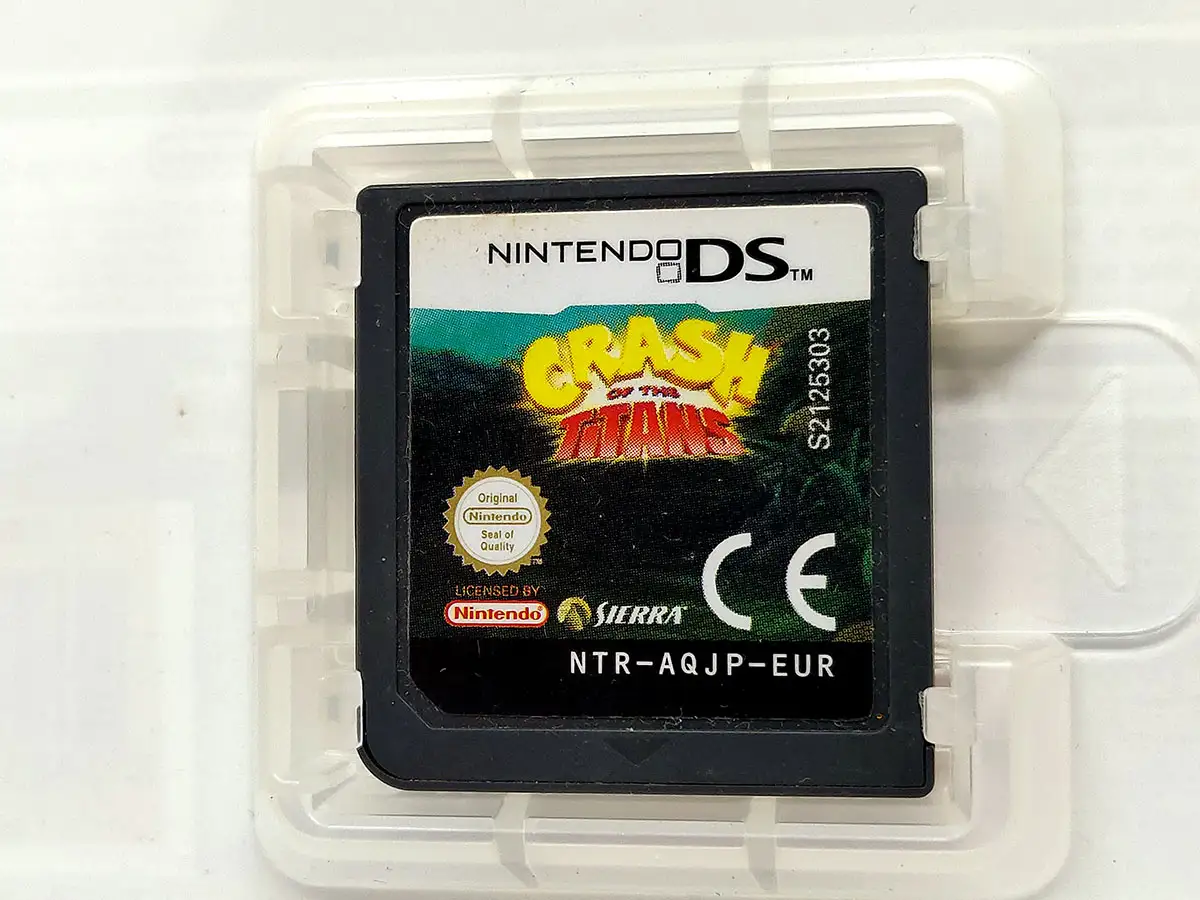 NINTENDO DS™
CRASH
OF THE
TITANS
S2125303
Original
Nintendo
Seal of
Quality
TM
LICENSED BY
Nintendo®
SIERRA
CE
NTR-AQJP-EUR